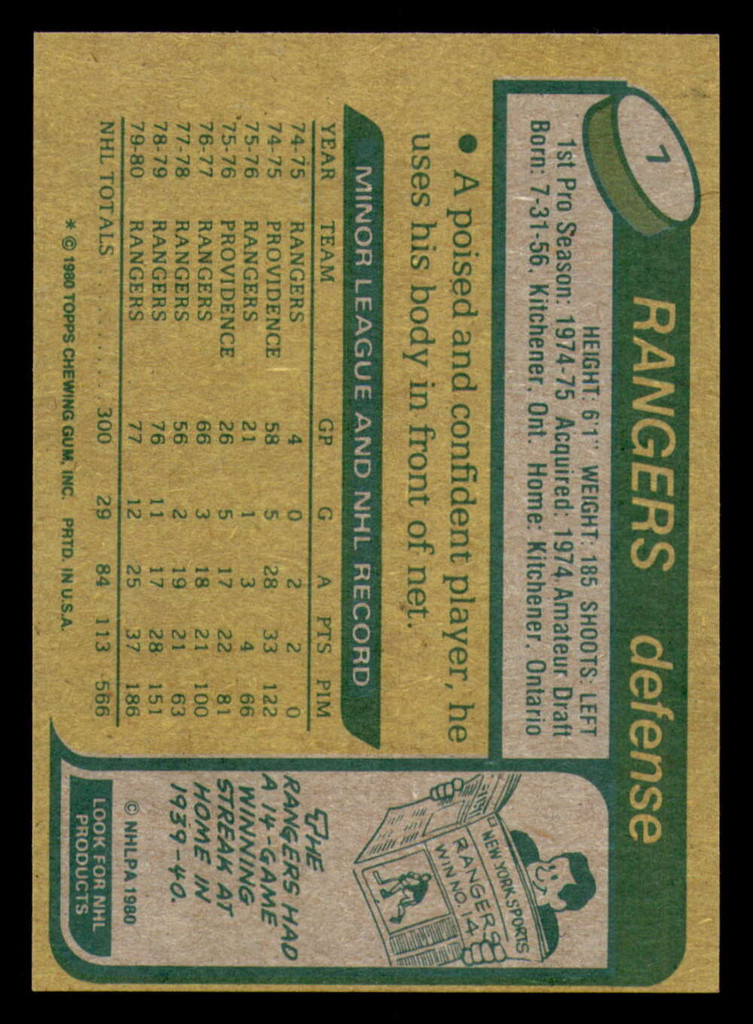 7
RANGERS defense
HEIGHT: 6'1" WEIGHT: 185 SHOOTS: LEFT
1st Pro Season: 1974-75 Acquired: 1974 Amateur Draft
Born: 7-31-56, Kitchener, Ont. Home: Kitchener, Ontario
● A poised and confident player, he
uses his body in front of net.
MINOR LEAGUE AND NHL RECORD
YEAR TEAM GP G A PTS PIM
74-75 RANGERS 4 0 2 2 0
74-75 PROVIDENCE 58 5 28 33 122
75-76 RANGERS 21 1 3 4 66
75-76 PROVIDENCE 26 5 17 22 81
76-77 RANGERS 66 3 18 21 100
77-78 RANGERS 56 2 19 21 63
78-79 RANGERS 76 11 17 28 151
79-80 RANGERS 77 12 25 37 186
NHL TOTALS .......... 300 29 84 113 566
* © 1980 TOPPS CHEWING GUM, INC. PRTD. IN U.S.A.
NEW YORK SPORTS
RANGERS
WIN NO. 14
THE
RANGERS HAD
A 14-GAME
WINNING
STREAK AT
HOME IN
1939-40.
© NHLPA 1980
LOOK FOR NHL
PRODUCTS